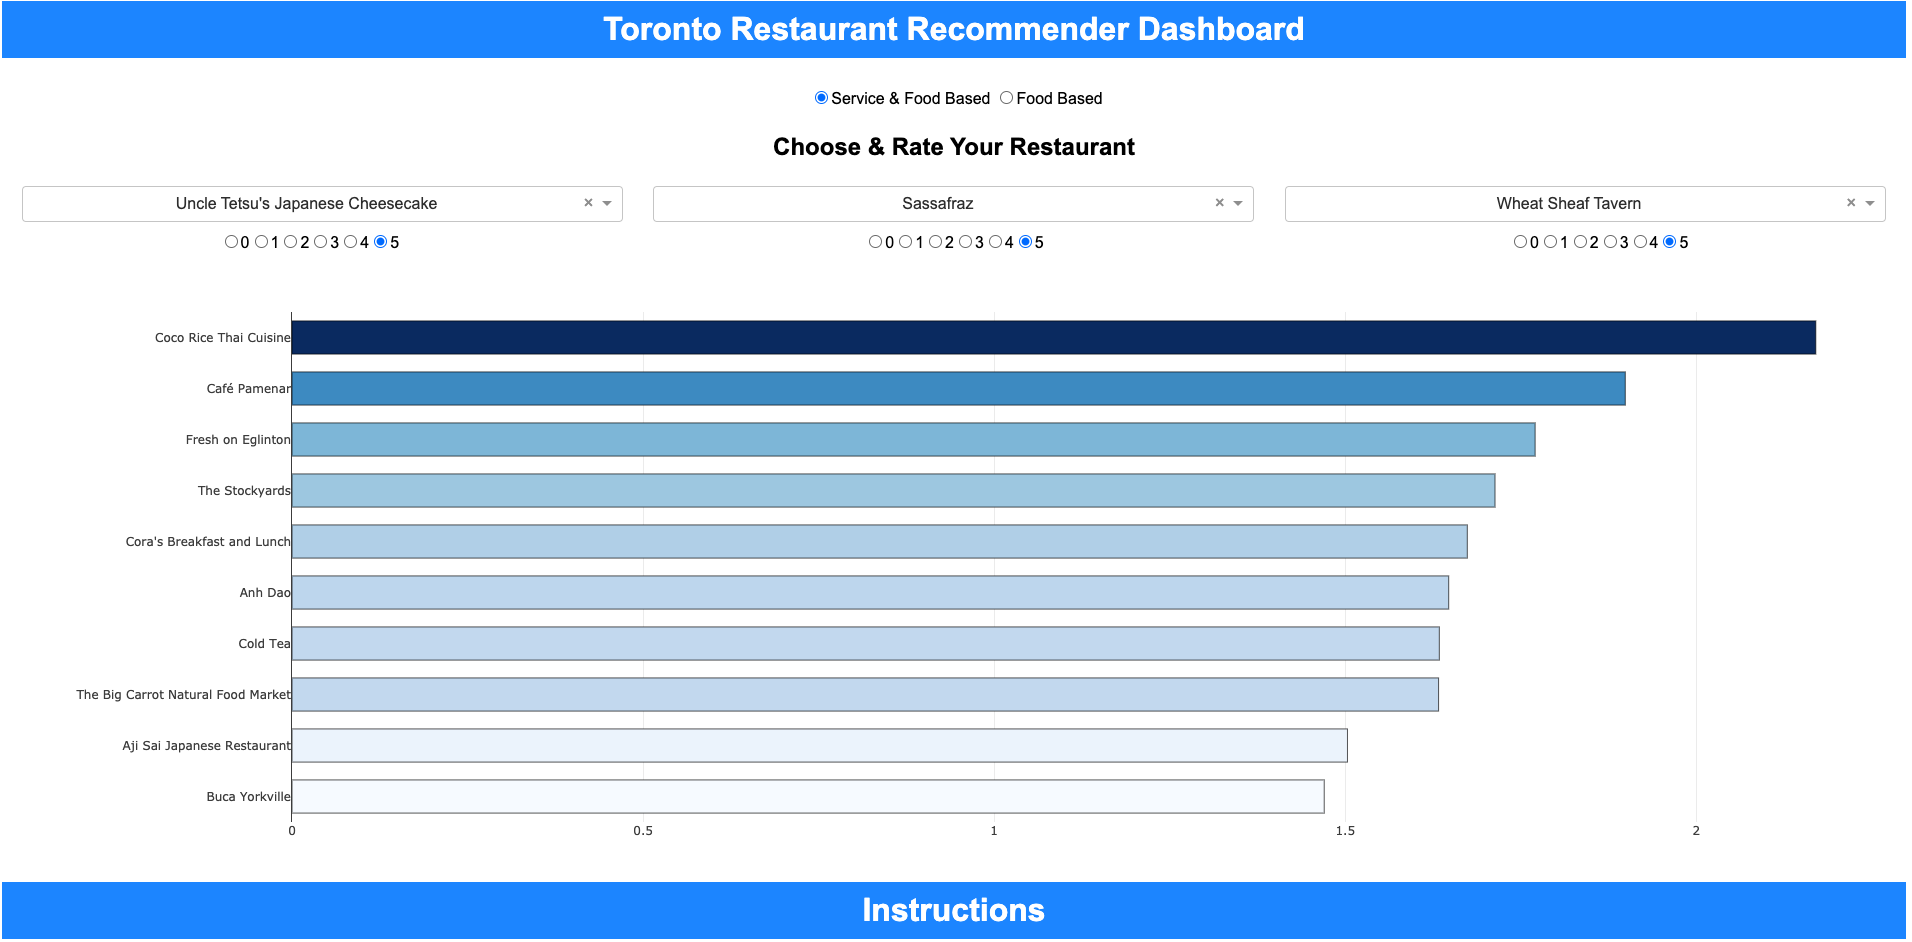 Toronto Restaurant Recommender Dashboard
Service & Food Based Food Based
Choose & Rate Your Restaurant
Uncle Tetsu's Japanese Cheesecake × Sassafraz × Wheat Sheaf Tavern ×
0 1 2 3 4 5 0 1 2 3 4 5 0 1 2 3 4 5
Coco Rice Thai Cuisine
Café Pamenar
Fresh on Eglinton
The Stockyards
Cora's Breakfast and Lunch
Anh Dao
Cold Tea
The Big Carrot Natural Food Market
Aji Sai Japanese Restaurant
Buca Yorkville
0 0.5 1 1.5 2
Instructions